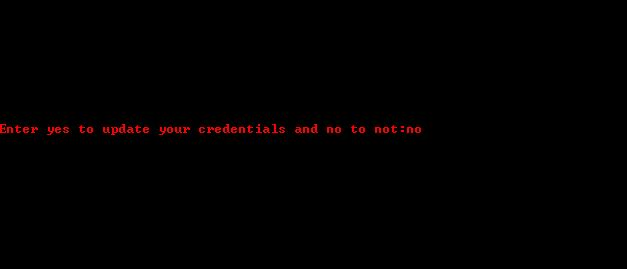 Enter yes to update your credentials and no to not:no